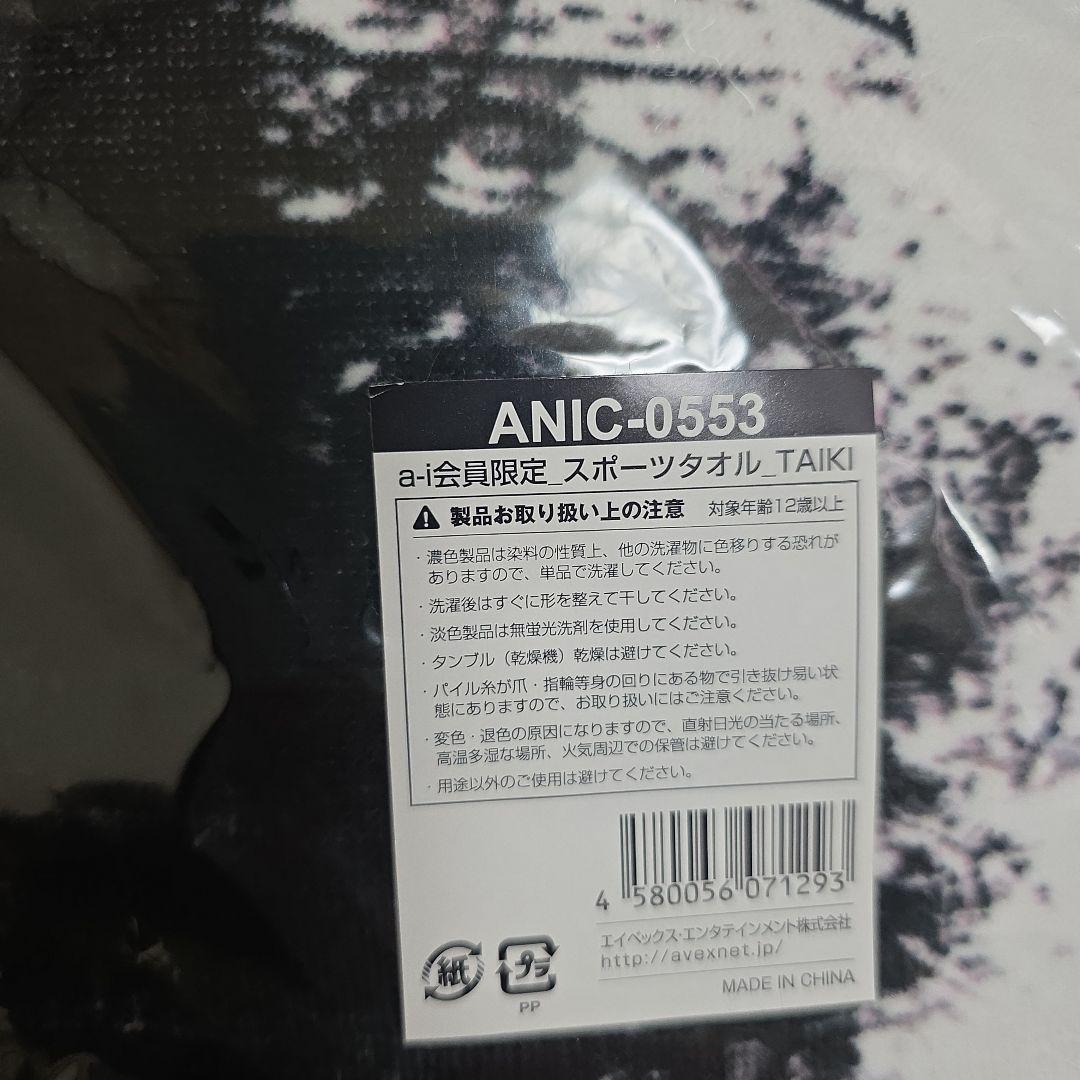 ANIC-0553
a-i会員限定_スポーツタオル_TAIKI
製品お取り扱い上の注意 対象年齢12歳以上
・濃色製品は染料の性質上、他の洗濯物に色移りする恐れが
ありますので、単品で洗濯してください。
・洗濯後はすぐに形を整えて干してください。
・淡色製品は無蛍光洗剤を使用してください。
・タンブル（乾燥機）乾燥は避けてください。
・パイル糸が爪・指輪等身の回りにある物で引き抜け易い状
態にありますので、お取り扱いにはご注意ください。
・変色・退色の原因になりますので、直射日光の当たる場所、
高温多湿な場所、火気周辺での保管は避けてください。
・用途以外のご使用は避けてください。
4 580056 071293
エイベックス・エンタテインメント株式会社
http://avexnet.jp/
紙 プラ
PP
MADE IN CHINA